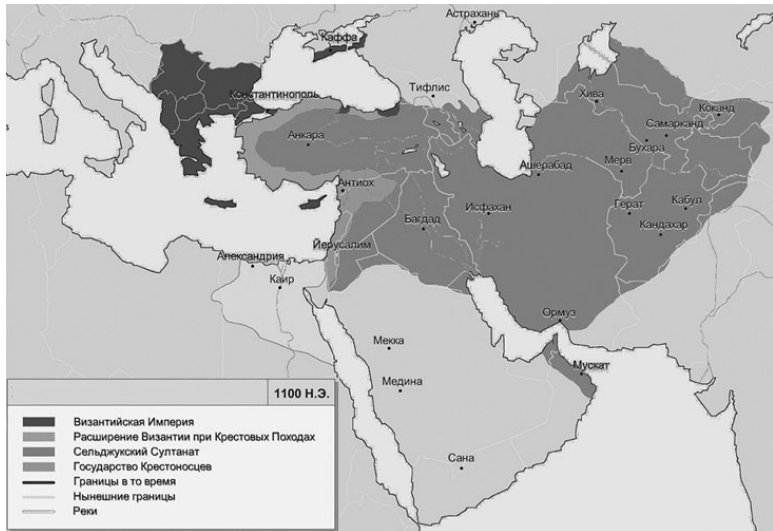 Астрахань
Каффа
Константинополь
Тифлис
Хива
Коканд
Самарканд
Бухара
Анкара
Ашерабад
Мерв
Антиох
Исфахан
Герат
Кабул
Багдад
Кандахар
Йерусалим
Александрия
Каир
Ормуз
Мекка
Мускат
Медина
Сана
1100 Н.Э.
Византийская Империя
Расширение Византии при Крестовых Походах
Сельджукский Султанат
Государство Крестоносцев
Границы в то время
Нынешние границы
Реки